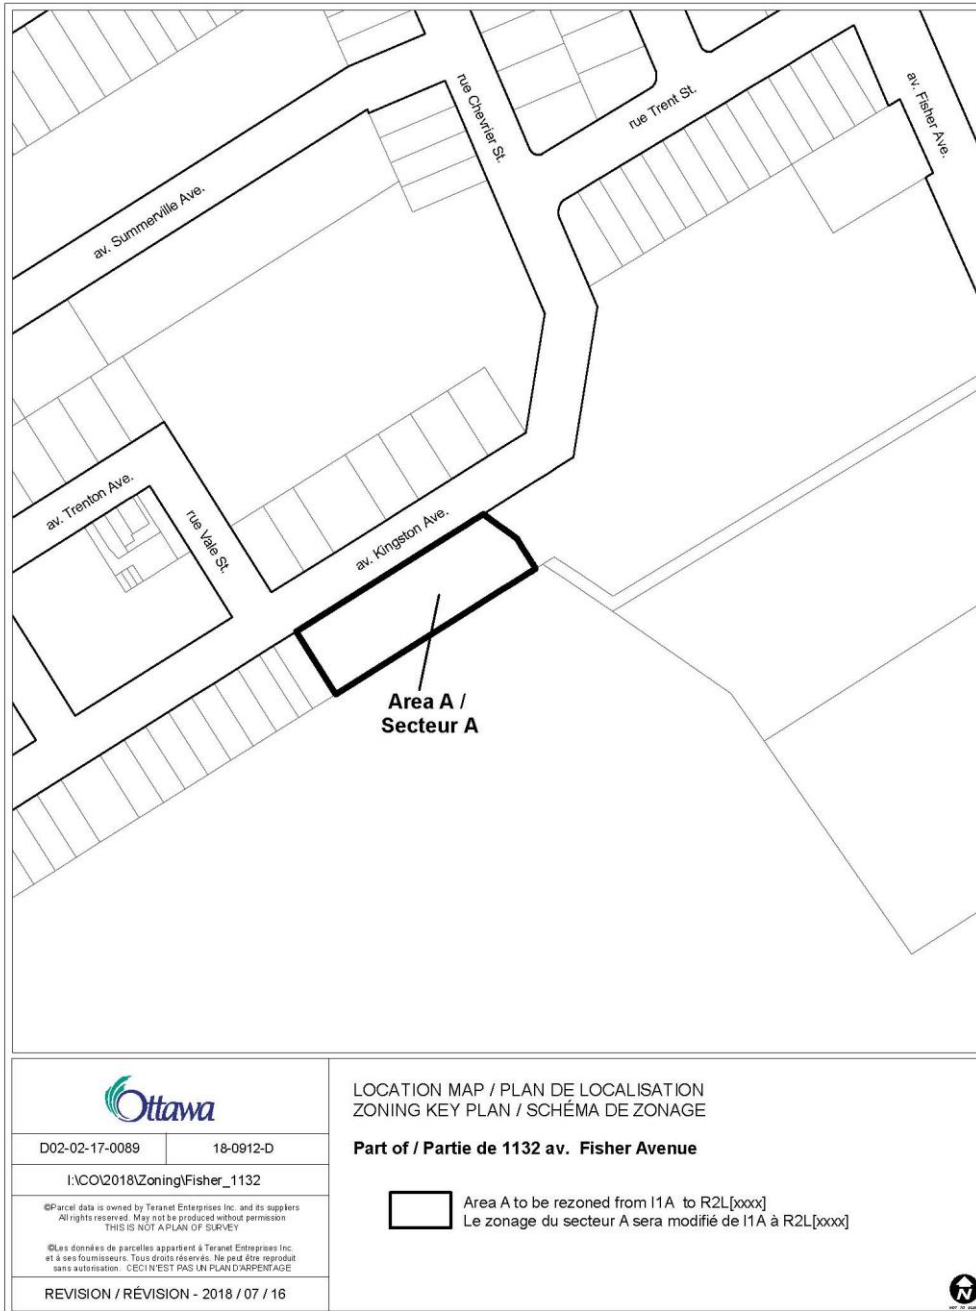 rue Chevrier St.
rue Trent St.
av. Fisher Ave.
av. Summerville Ave.
av. Trenton Ave.
rue Vale St.
av. Kingston Ave.
Area A /
Secteur A
Ottawa
D02-02-17-0089 18-0912-D
I:\CO\2018\Zoning\Fisher_1132
©Parcel data is owned by Teranet Enterprises Inc. and its suppliers
All rights reserved. May not be produced without permission
THIS IS NOT A PLAN OF SURVEY
©Les données de parcelles appartient à Teranet Entreprises Inc.
et à ses fournisseurs. Tous droits réservés. Ne peut être reproduit
sans autorisation. CECI N'EST PAS UN PLAN D'ARPENTAGE
REVISION / RÉVISION - 2018 / 07 / 16
LOCATION MAP / PLAN DE LOCALISATION
ZONING KEY PLAN / SCHÉMA DE ZONAGE
Part of / Partie de 1132 av. Fisher Avenue
Area A to be rezoned from I1A to R2L[xxxx]
Le zonage du secteur A sera modifié de I1A à R2L[xxxx]
N